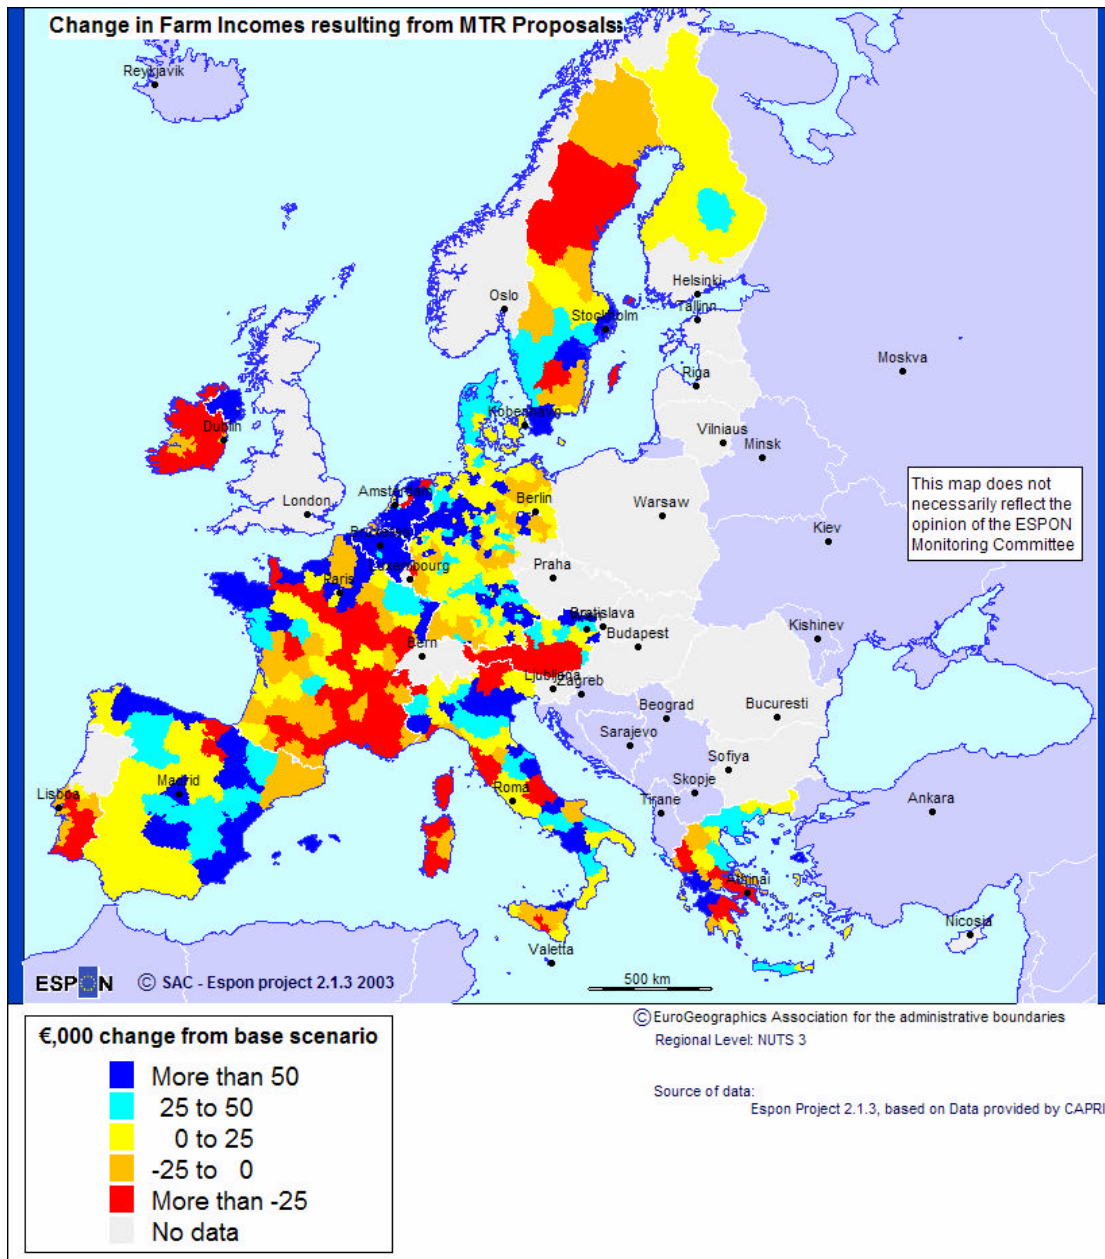 Change in Farm Incomes resulting from MTR Proposals:
Reykjavik
Helsinki
Oslo
Tallinn
Stockholm
Moskva
Riga
Kobenhavn
Dublin
Vilniaus
Minsk
This map does not
necessarily reflect the
opinion of the ESPON
Monitoring Committee
Amsterdam
Berlin
Warsaw
London
Kiev
Praha
Luxembourg
Paris
Bratislava
Kishinev
Budapest
Bern
Ljubljana
Zagreb
Beograd
Bucuresti
Sarajevo
Sofiya
Madrid
Skopje
Lisboa
Roma
Tirane
Ankara
Athinai
Nicosia
Valetta
ESPON © SAC - Espon project 2.1.3 2003
500 km
© EuroGeographics Association for the administrative boundaries
Regional Level: NUTS 3
Source of data:
Espon Project 2.1.3, based on Data provided by CAPRI
€,000 change from base scenario
More than 50
25 to 50
0 to 25
-25 to 0
More than -25
No data